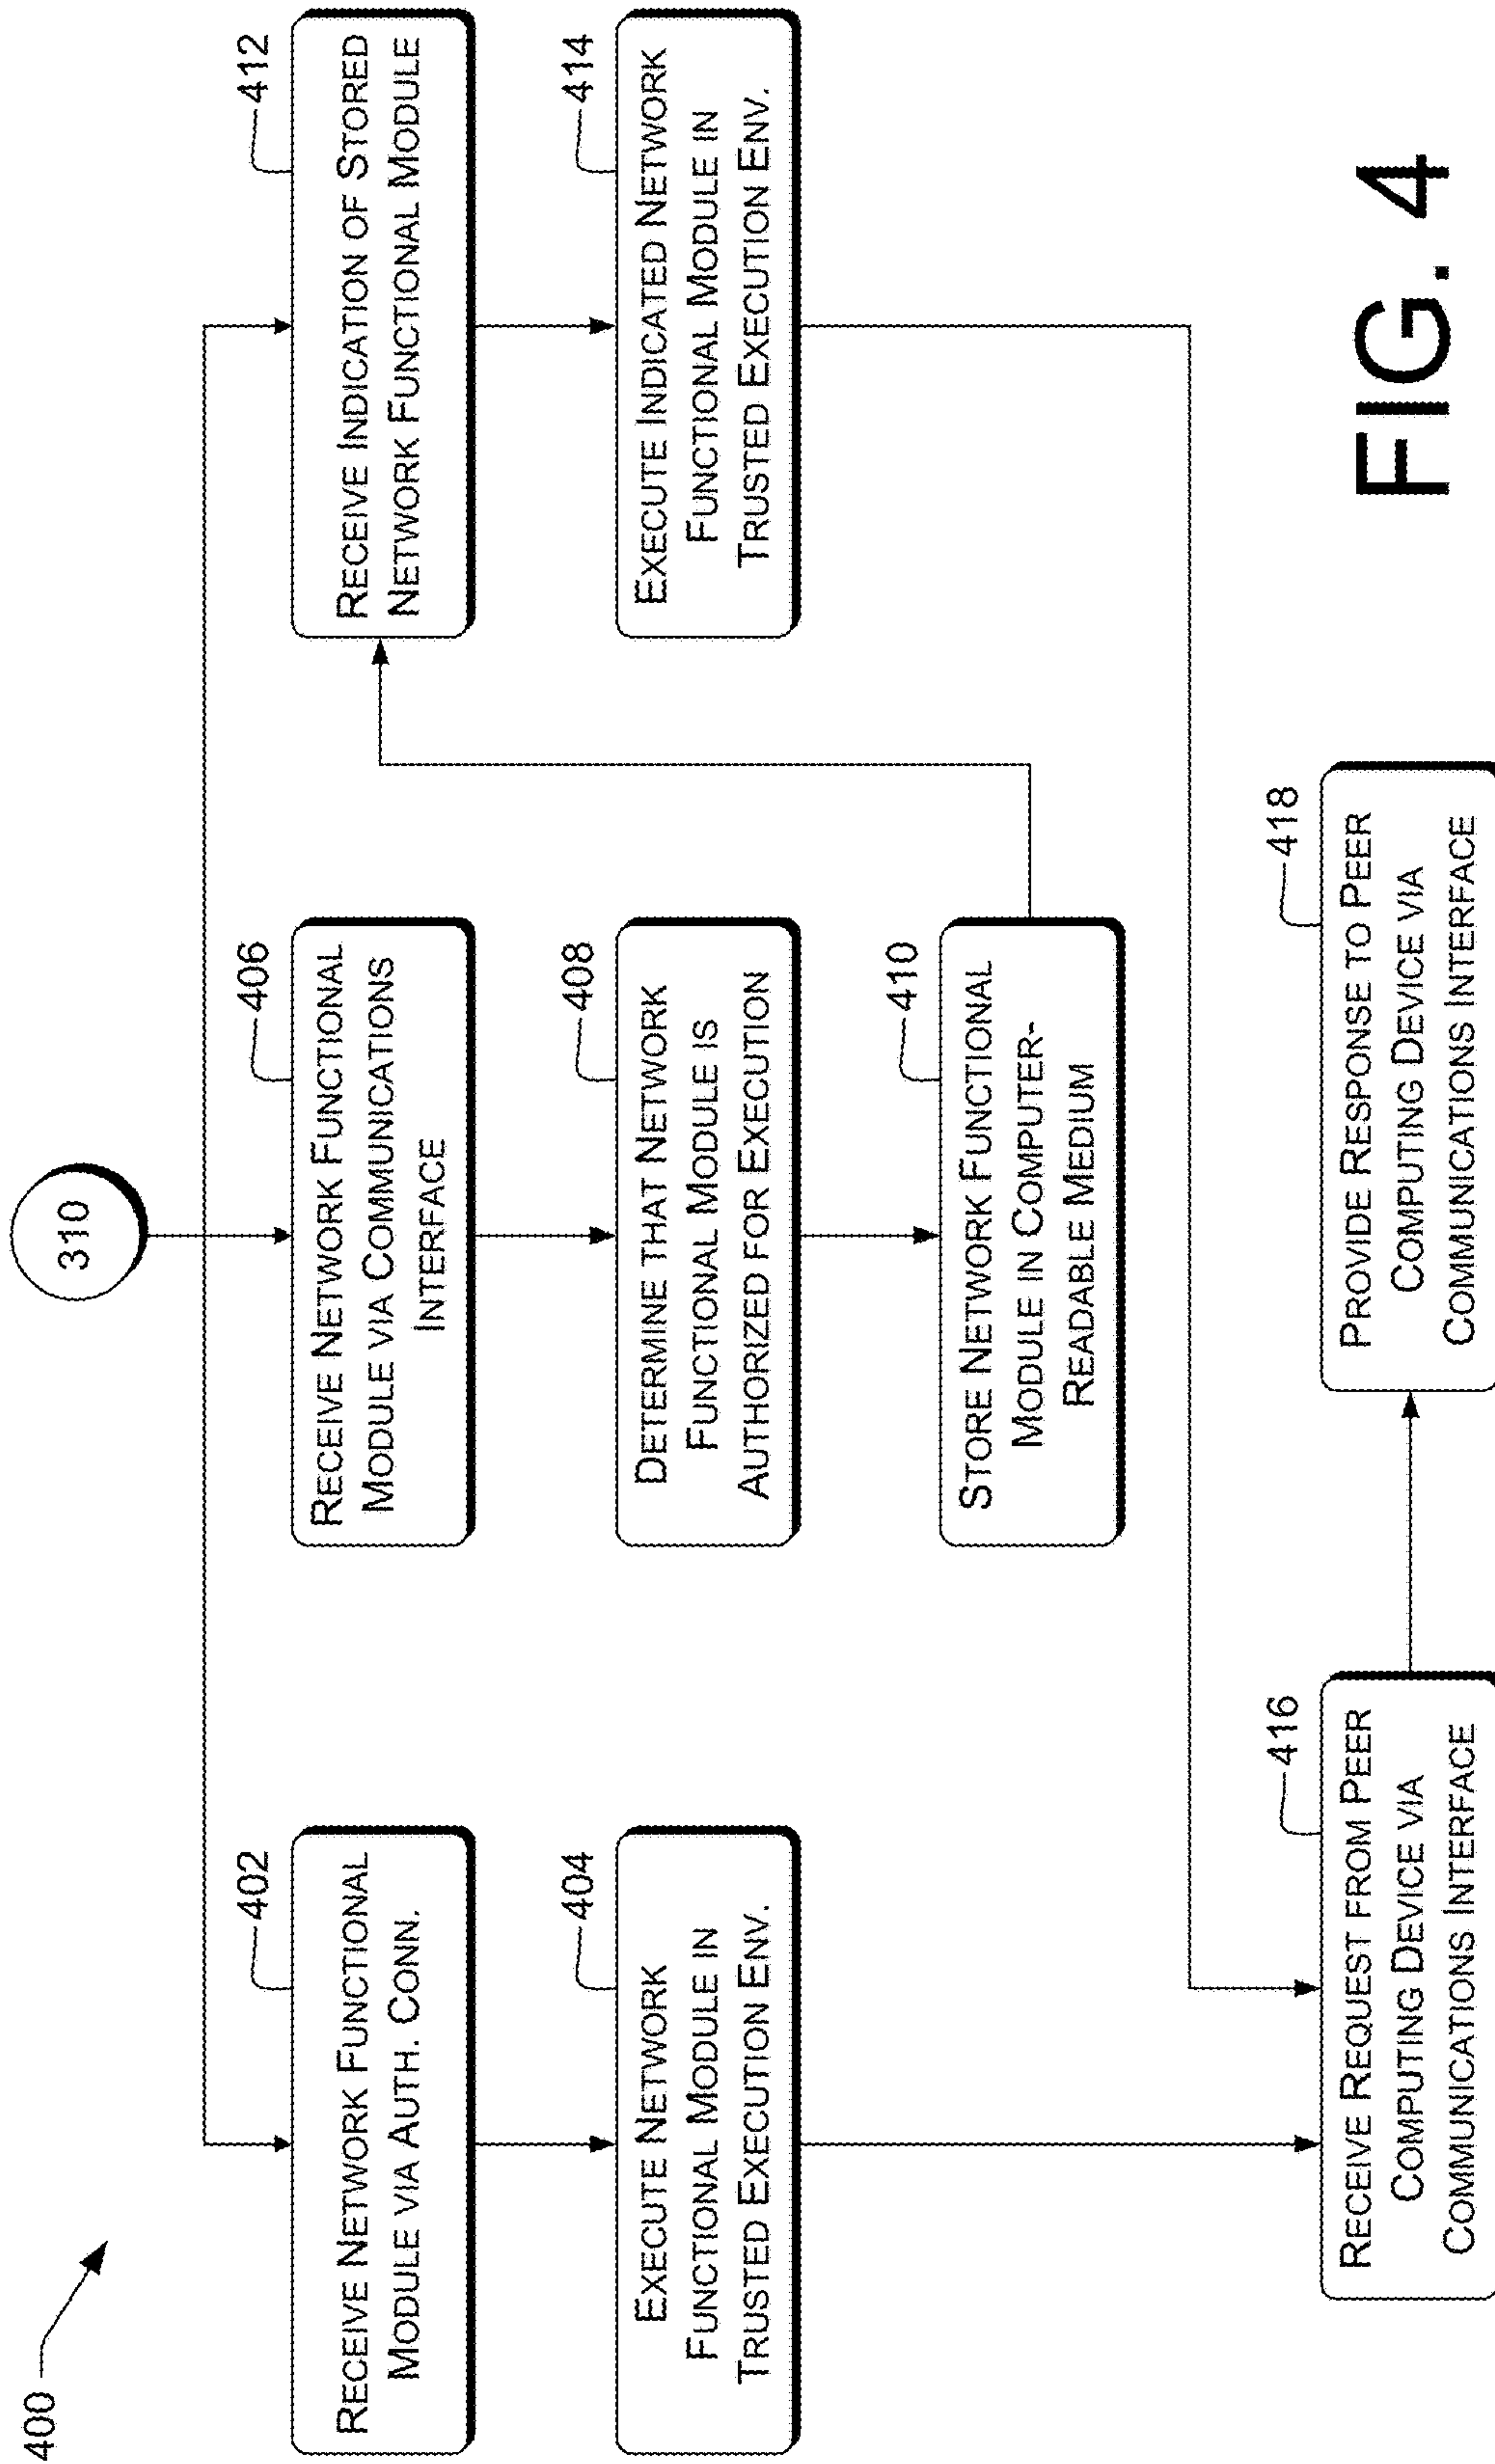 400
310
402
RECEIVE NETWORK FUNCTIONAL
MODULE VIA AUTH. CONN.
404
EXECUTE NETWORK
FUNCTIONAL MODULE IN
TRUSTED EXECUTION ENV.
406
RECEIVE NETWORK FUNCTIONAL
MODULE VIA COMMUNICATIONS
INTERFACE
408
DETERMINE THAT NETWORK
FUNCTIONAL MODULE IS
AUTHORIZED FOR EXECUTION
410
STORE NETWORK FUNCTIONAL
MODULE IN COMPUTER-
READABLE MEDIUM
412
RECEIVE INDICATION OF STORED
NETWORK FUNCTIONAL MODULE
414
EXECUTE INDICATED NETWORK
FUNCTIONAL MODULE IN
TRUSTED EXECUTION ENV.
416
RECEIVE REQUEST FROM PEER
COMPUTING DEVICE VIA
COMMUNICATIONS INTERFACE
418
PROVIDE RESPONSE TO PEER
COMPUTING DEVICE VIA
COMMUNICATIONS INTERFACE
FIG. 4